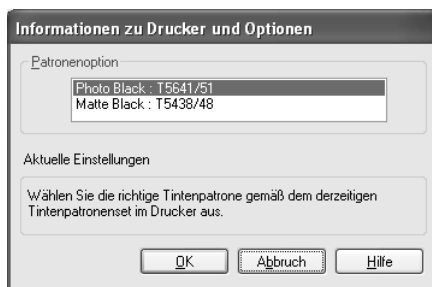 Informationen zu Drucker und Optionen
Patronenoption
Photo Black : T5641/51
Matte Black : T5438/48
Aktuelle Einstellungen
Wählen Sie die richtige Tintenpatrone gemäß dem derzeitigen
Tintenpatronenset im Drucker aus.
OK Abbruch Hilfe